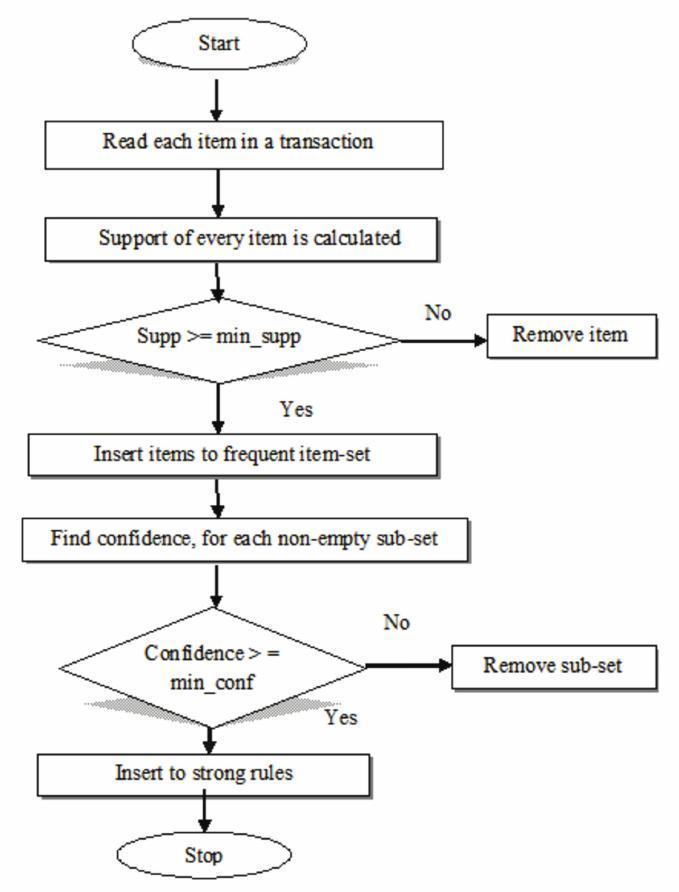 Start
Read each item in a transaction
Support of every item is calculated
Supp >= min_supp
No
Remove item
Yes
Insert items to frequent item-set
Find confidence, for each non-empty sub-set
No
Confidence > =
min_conf
Remove sub-set
Yes
Insert to strong rules
Stop